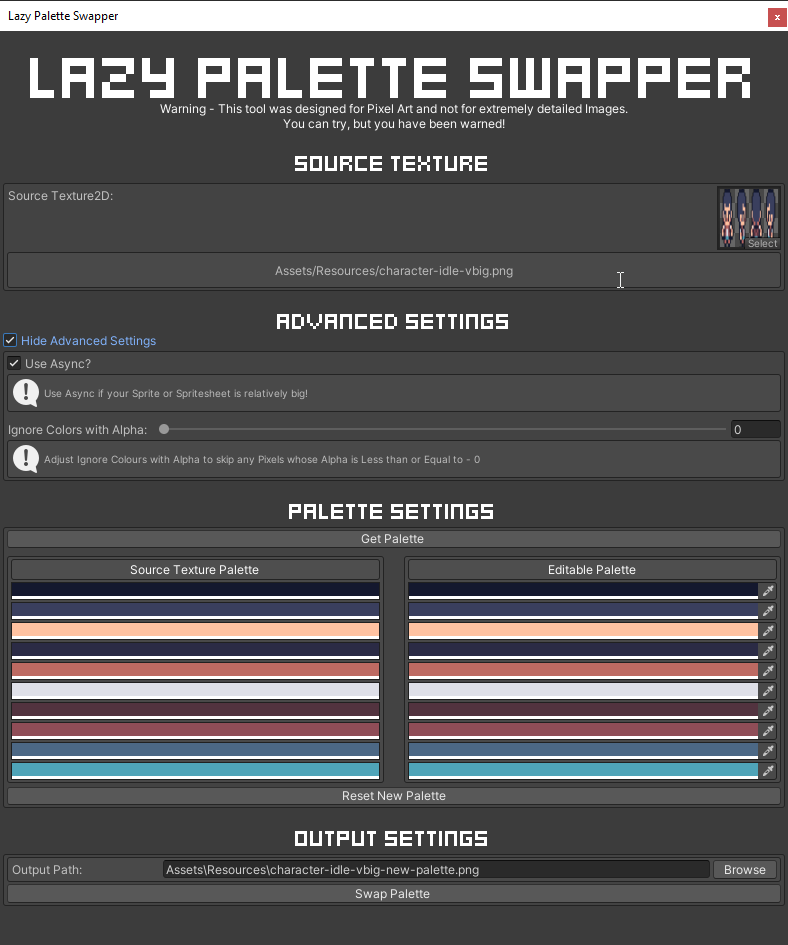 Lazy Palette Swapper
x
LAZY PALETTE SWAPPER
Warning - This tool was designed for Pixel Art and not for extremely detailed Images.
You can try, but you have been warned!
SOURCE TEXTURE
Source Texture2D:
Select
Assets/Resources/character-idle-vbig.png
ADVANCED SETTINGS
Hide Advanced Settings
Use Async?
Use Async if your Sprite or Spritesheet is relatively big!
Ignore Colors with Alpha: 0
Adjust Ignore Colours with Alpha to skip any Pixels whose Alpha is Less than or Equal to - 0
PALETTE SETTINGS
Get Palette
Source Texture Palette Editable Palette
Reset New Palette
OUTPUT SETTINGS
Output Path: Assets\Resources\character-idle-vbig-new-palette.png Browse
Swap Palette